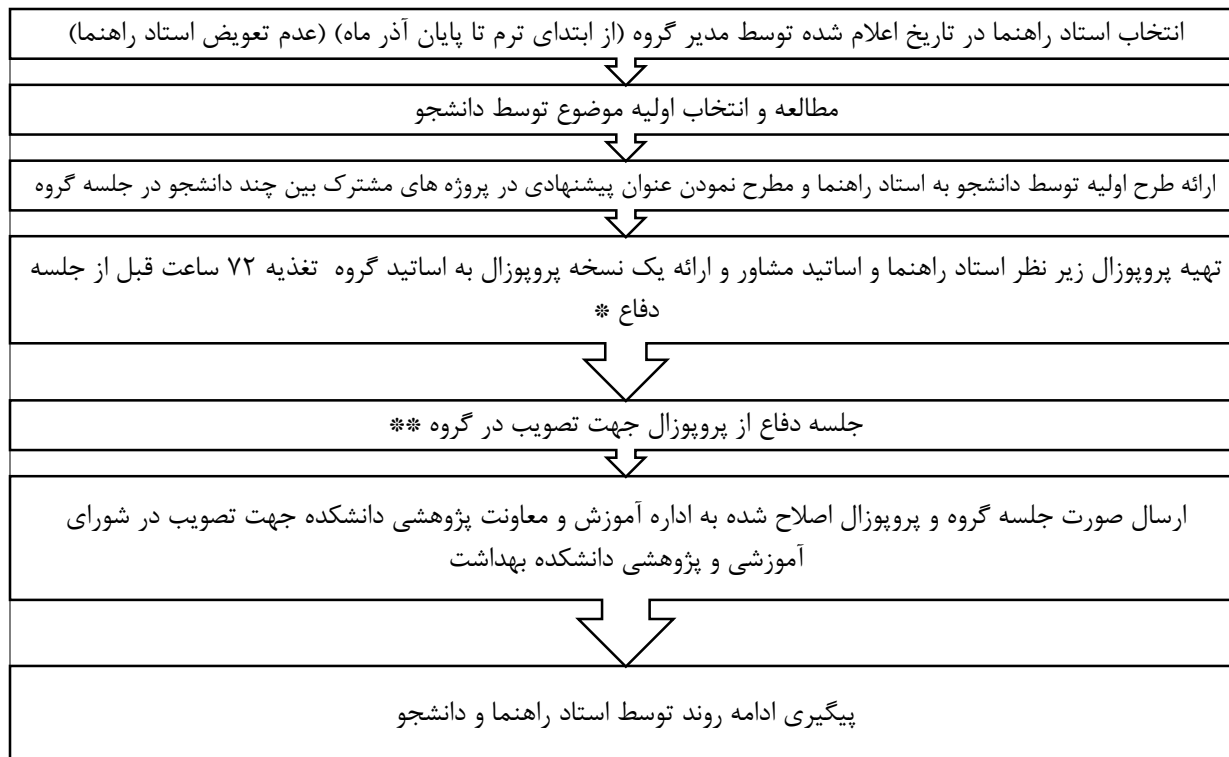 انتخاب استاد راهنما در تاریخ اعلام شده توسط مدیر گروه (از ابتدای ترم تا پایان آذر ماه) (عدم تعویض استاد راهنما)
مطالعه و انتخاب اولیه موضوع توسط دانشجو
ارائه طرح اولیه توسط دانشجو به استاد راهنما و مطرح نمودن عنوان پیشنهادی در پروژه های مشترک بین چند دانشجو در جلسه گروه
تهیه پروپوزال زیر نظر استاد راهنما و اساتید مشاور و ارائه یک نسخه پروپوزال به اساتید گروه تغذیه ۷۲ ساعت قبل از جلسه
دفاع *
جلسه دفاع از پروپوزال جهت تصویب در گروه **
ارسال صورت جلسه گروه و پروپوزال اصلاح شده به اداره آموزش و معاونت پژوهشی دانشکده جهت تصویب در شورای
آموزشی و پژوهشی دانشکده بهداشت
پیگیری ادامه روند توسط استاد راهنما و دانشجو